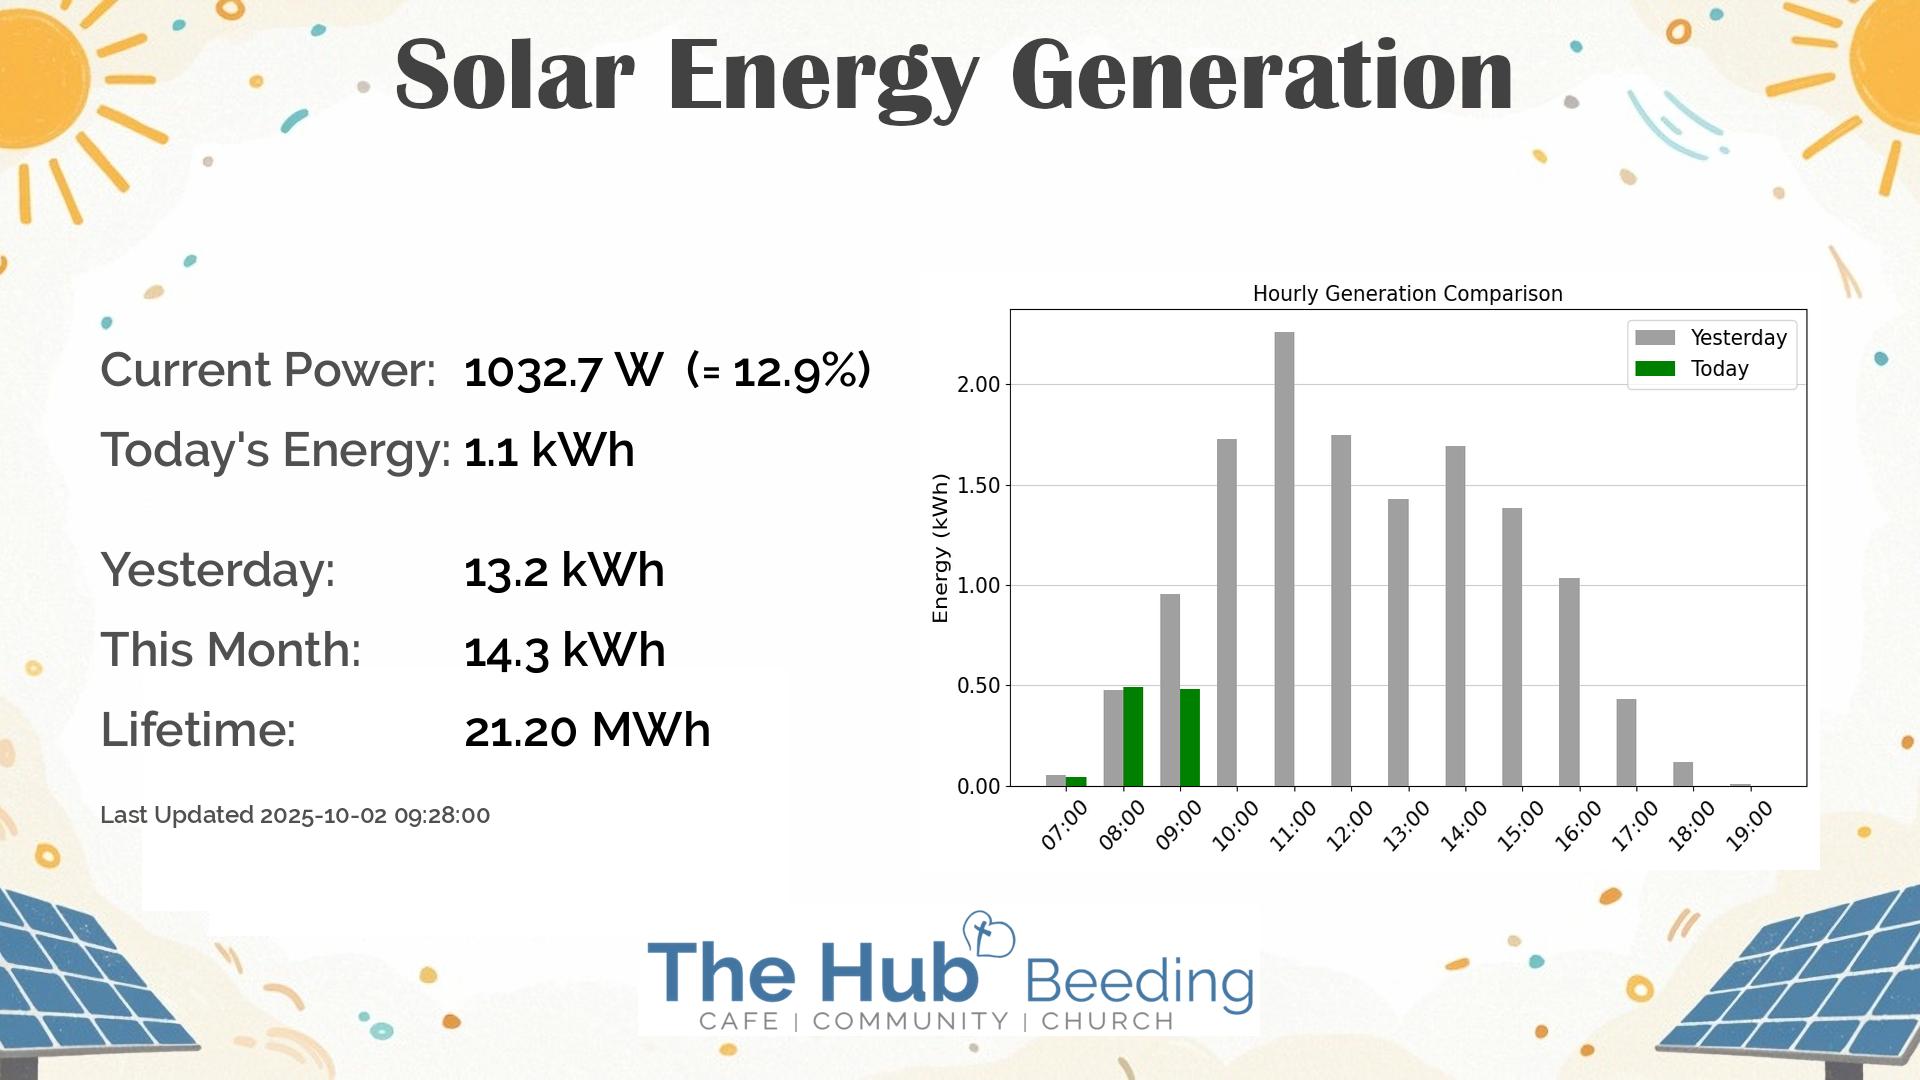 Solar Energy Generation
Current Power: 1032.7 W (= 12.9%)
Today's Energy: 1.1 kWh
Yesterday: 13.2 kWh
This Month: 14.3 kWh
Lifetime: 21.20 MWh
Last Updated 2025-10-02 09:28:00
Hourly Generation Comparison
Yesterday
Today
Energy (kWh)
2.00
1.50
1.00
0.50
0.00
07:00 08:00 09:00 10:00 11:00 12:00 13:00 14:00 15:00 16:00 17:00 18:00 19:00
The Hub Beeding
CAFE | COMMUNITY | CHURCH